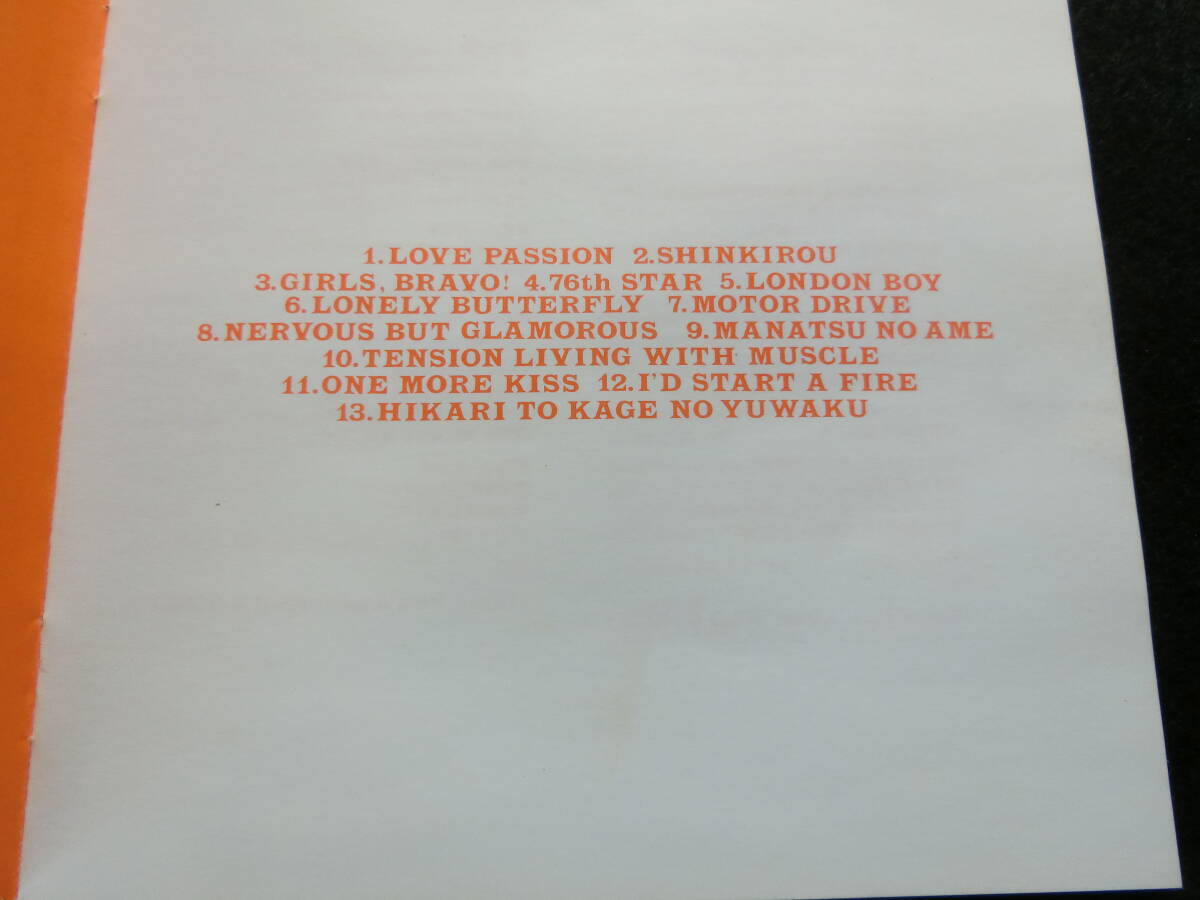 1.LOVE PASSION 2.SHINKIROU
3.GIRLS, BRAVO! 4.76th STAR 5.LONDON BOY
6.LONELY BUTTERFLY 7.MOTOR DRIVE
8.NERVOUS BUT GLAMOROUS 9.MANATSU NO AME
10.TENSION LIVING WITH MUSCLE
11.ONE MORE KISS 12.I'D START A FIRE
13.HIKARI TO KAGE NO YUWAKU